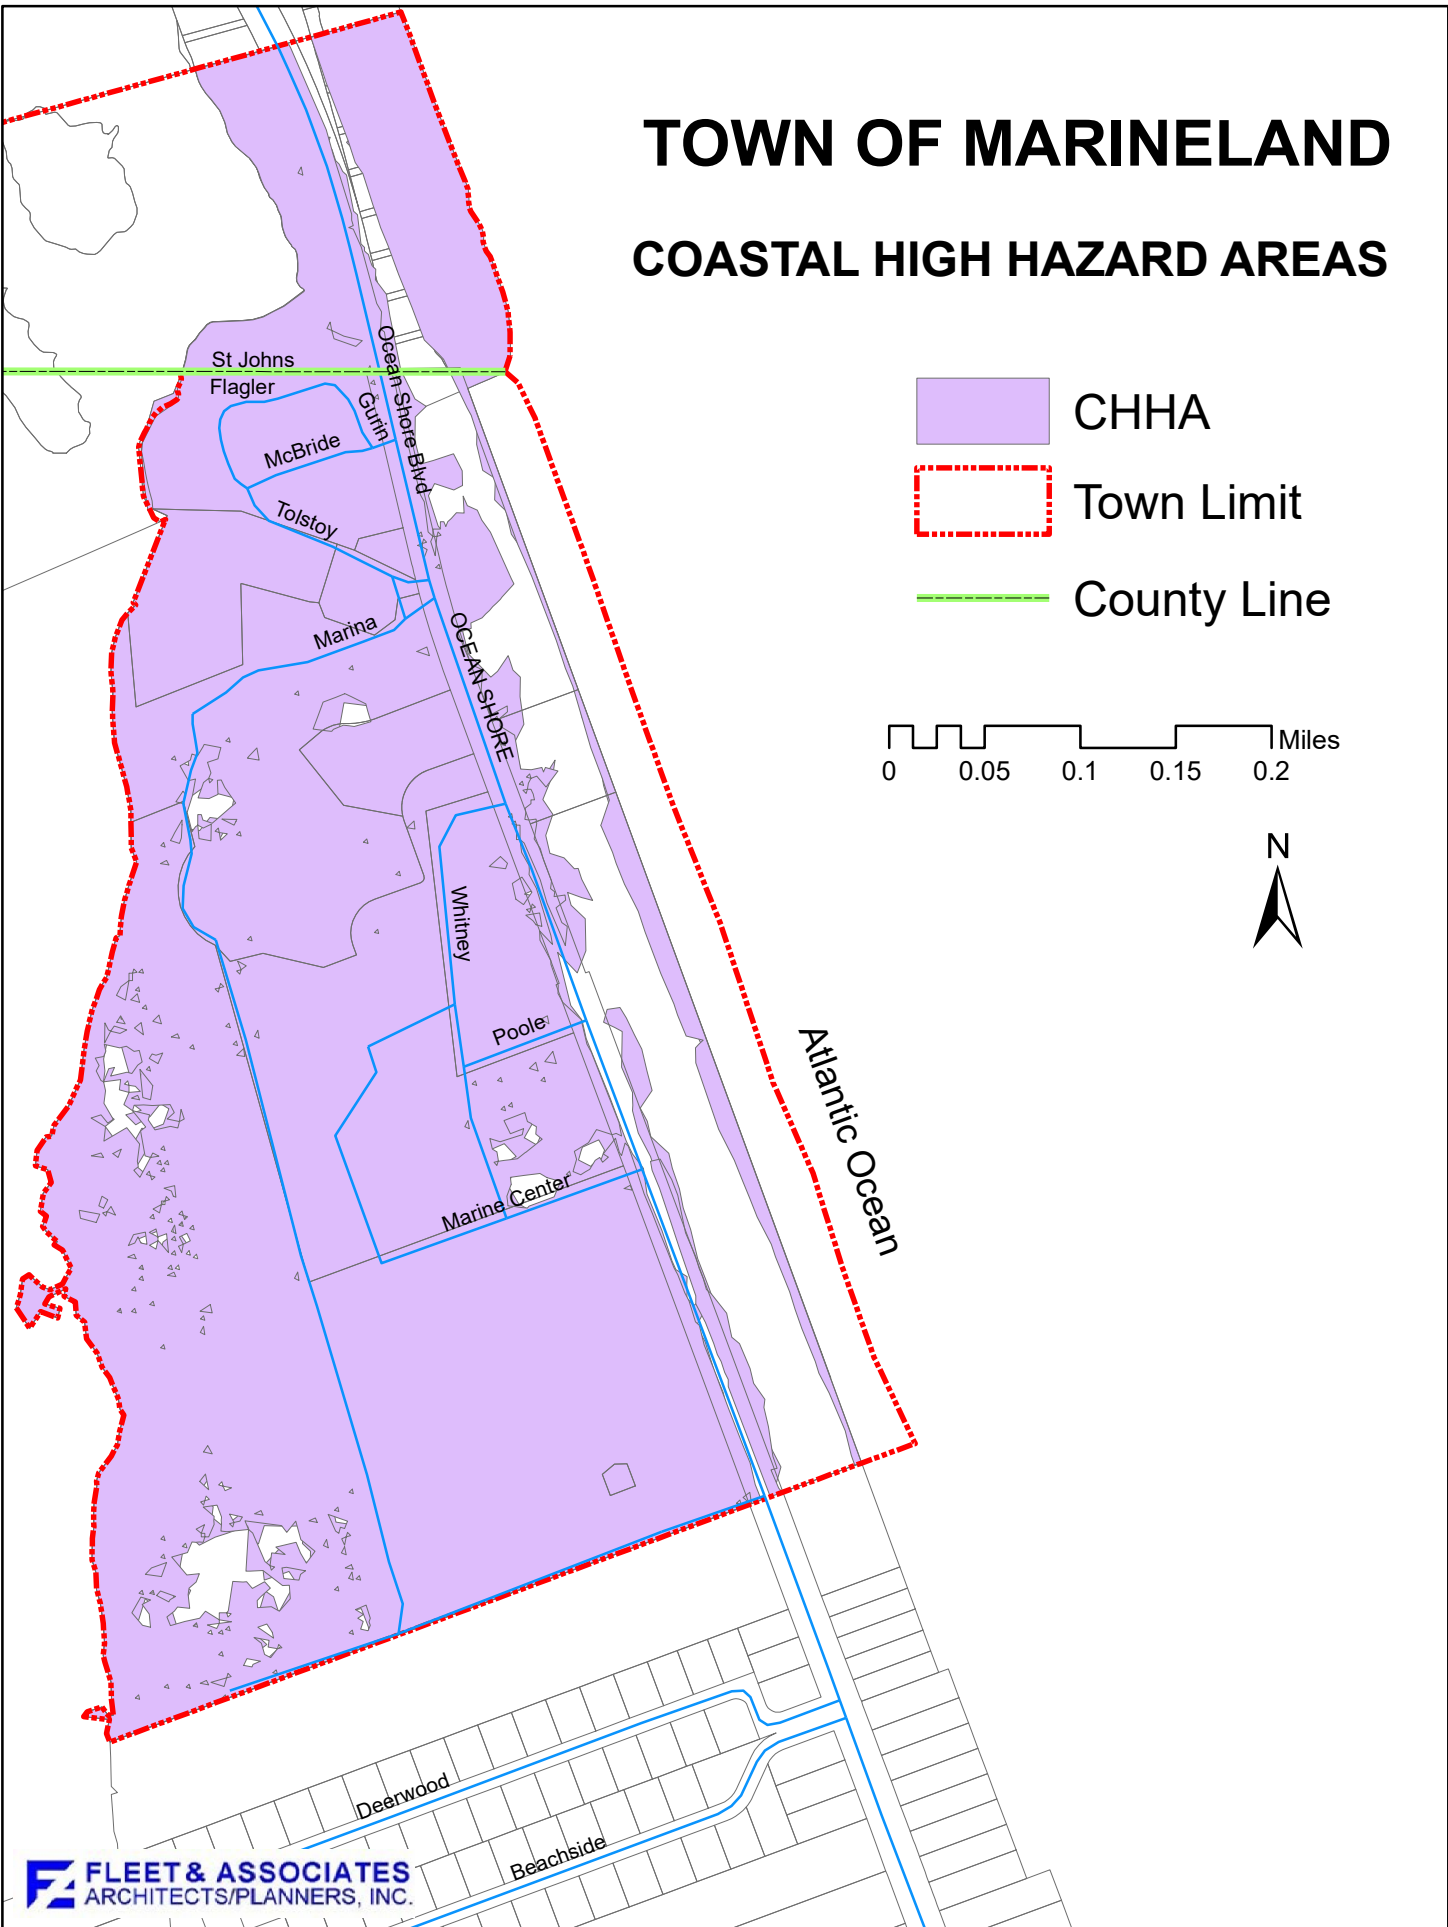 TOWN OF MARINELAND
COASTAL HIGH HAZARD AREAS
CHHA
Town Limit
County Line
Miles
0 0.05 0.1 0.15 0.2
N
St Johns
Flagler
Ocean Shore Blvd
Gurin
McBride
Tolstoy
Marina
OCEAN SHORE
Whitney
Poole
Marine Center
Atlantic Ocean
Deerwood
Beachside
FLEET & ASSOCIATES
ARCHITECTS/PLANNERS, INC.